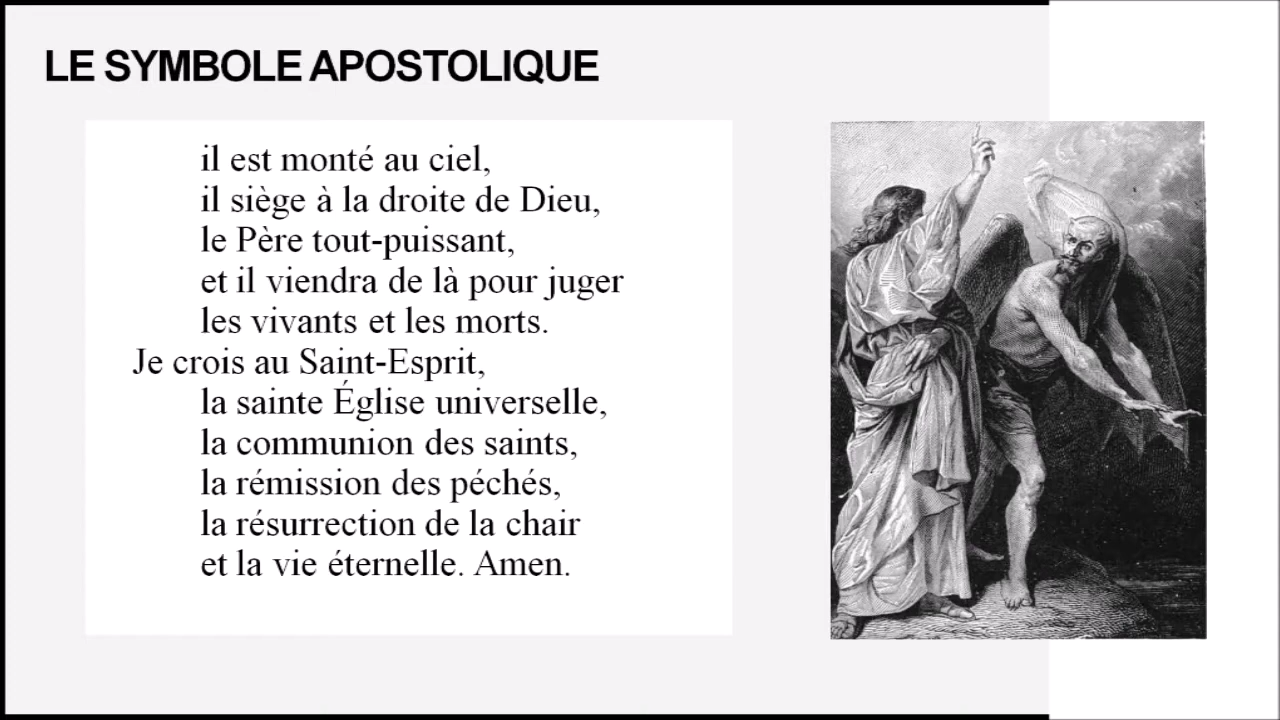 LE SYMBOLE APOSTOLIQUE
il est monté au ciel,
il siège à la droite de Dieu,
le Père tout-puissant,
et il viendra de là pour juger
les vivants et les morts.
Je crois au Saint-Esprit,
la sainte Église universelle,
la communion des saints,
la rémission des péchés,
la résurrection de la chair
et la vie éternelle. Amen.